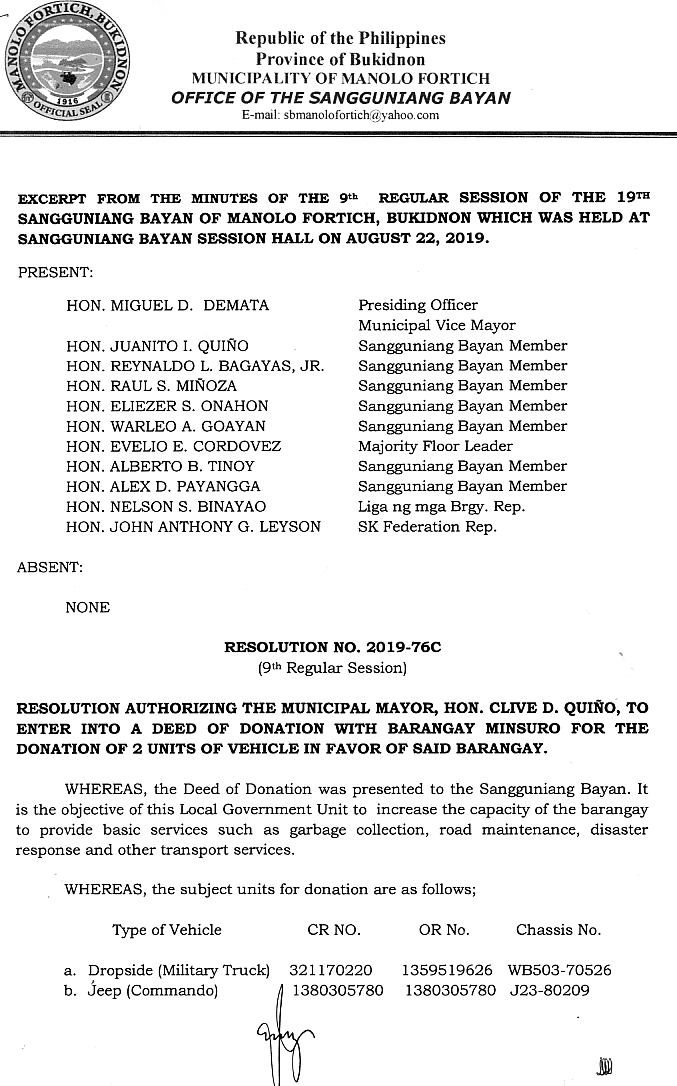 MANOLO FORTICH, BUKIDNON
1916
OFFICIAL SEAL
Republic of the Philippines
Province of Bukidnon
MUNICIPALITY OF MANOLO FORTICH
OFFICE OF THE SANGGUNIANG BAYAN
E-mail: sbmanolofortich@yahoo.com
EXCERPT FROM THE MINUTES OF THE 9th REGULAR SESSION OF THE 19TH
SANGGUNIANG BAYAN OF MANOLO FORTICH, BUKIDNON WHICH WAS HELD AT
SANGGUNIANG BAYAN SESSION HALL ON AUGUST 22, 2019.
PRESENT:
HON. MIGUEL D. DEMATA Presiding Officer
Municipal Vice Mayor
HON. JUANITO I. QUIÑO Sangguniang Bayan Member
HON. REYNALDO L. BAGAYAS, JR. Sangguniang Bayan Member
HON. RAUL S. MIÑOZA Sangguniang Bayan Member
HON. ELIEZER S. ONAHON Sangguniang Bayan Member
HON. WARLEO A. GOAYAN Sangguniang Bayan Member
HON. EVELIO E. CORDOVEZ Majority Floor Leader
HON. ALBERTO B. TINOY Sangguniang Bayan Member
HON. ALEX D. PAYANGGA Sangguniang Bayan Member
HON. NELSON S. BINAYAO Liga ng mga Brgy. Rep.
HON. JOHN ANTHONY G. LEYSON SK Federation Rep.
ABSENT:
NONE
RESOLUTION NO. 2019-76C
(9th Regular Session)
RESOLUTION AUTHORIZING THE MUNICIPAL MAYOR, HON. CLIVE D. QUIÑO, TO
ENTER INTO A DEED OF DONATION WITH BARANGAY MINSURO FOR THE
DONATION OF 2 UNITS OF VEHICLE IN FAVOR OF SAID BARANGAY.
WHEREAS, the Deed of Donation was presented to the Sangguniang Bayan. It
is the objective of this Local Government Unit to increase the capacity of the barangay
to provide basic services such as garbage collection, road maintenance, disaster
response and other transport services.
WHEREAS, the subject units for donation are as follows;
Type of Vehicle CR NO. OR No. Chassis No.
a. Dropside (Military Truck) 321170220 1359519626 WB503-70526
b. Jeep (Commando) 1380305780 1380305780 J23-80209